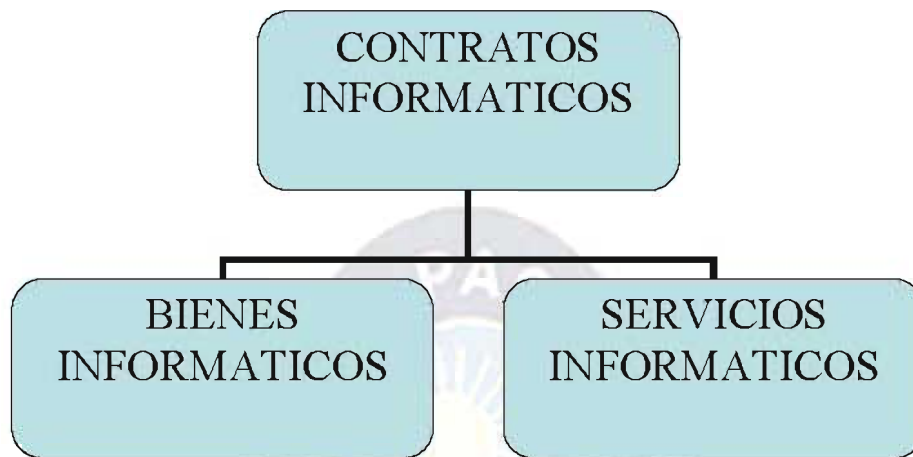 CONTRATOS
INFORMATICOS
BIENES
INFORMATICOS
SERVICIOS
INFORMATICOS